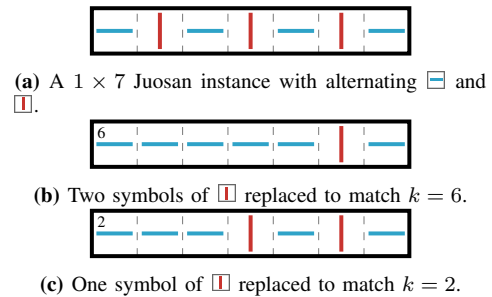 (a) A 1 × 7 Juosan instance with alternating and
.
6
(b) Two symbols of replaced to match k = 6.
2
(c) One symbol of replaced to match k = 2.